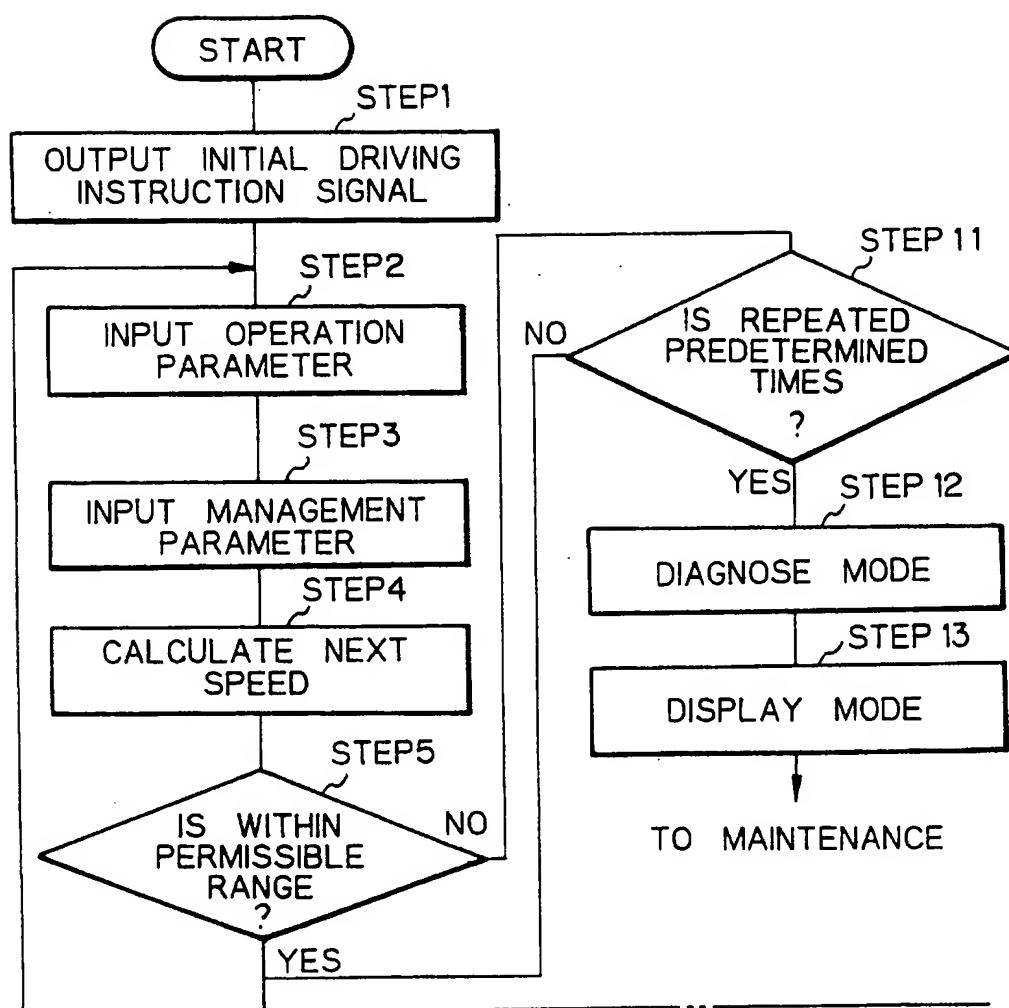 START
STEP1
OUTPUT INITIAL DRIVING
INSTRUCTION SIGNAL
STEP2
INPUT OPERATION
PARAMETER
STEP3
INPUT MANAGEMENT
PARAMETER
STEP4
CALCULATE NEXT
SPEED
STEP5
IS WITHIN
PERMISSIBLE
RANGE
?
NO
YES
STEP 11
IS REPEATED
PREDETERMINED
TIMES
?
NO
YES
STEP 12
DIAGNOSE MODE
STEP 13
DISPLAY MODE
TO MAINTENANCE